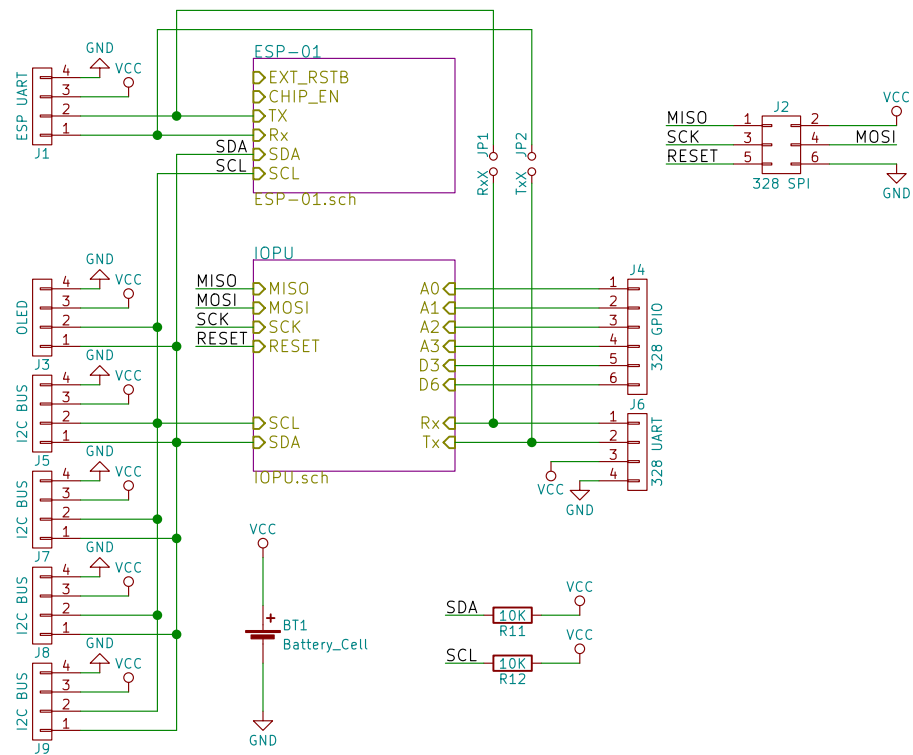 ESP-01
EXT_RSTB
CHIP_EN
TX
Rx
SDA
SCL
SDA
SCL
ESP-01.sch
GND
VCC
ESP UART
4
3
2
1
J1
JP1
RxX
JP2
TxX
J2
MISO 1 2 VCC
SCK 3 4 MOSI
RESET 5 6
328 SPI
GND
IOPU
MISO MISO
MOSI MOSI
SCK SCK
RESET RESET
SCL
SDA
A0
A1
A2
A3
D3
D6
Rx
Tx
IOPU.sch
J4
1
2
3
4
5
6
328 GPIO
J6
1
2
3
4
328 UART
VCC
GND
GND
VCC
OLED
4
3
2
1
J3
GND
VCC
I2C BUS
4
3
2
1
J5
GND
VCC
I2C BUS
4
3
2
1
J7
GND
VCC
I2C BUS
4
3
2
1
J8
GND
VCC
I2C BUS
4
3
2
1
J9
VCC
+
BT1
Battery_Cell
GND
SDA 10K VCC
R11
SCL 10K VCC
R12